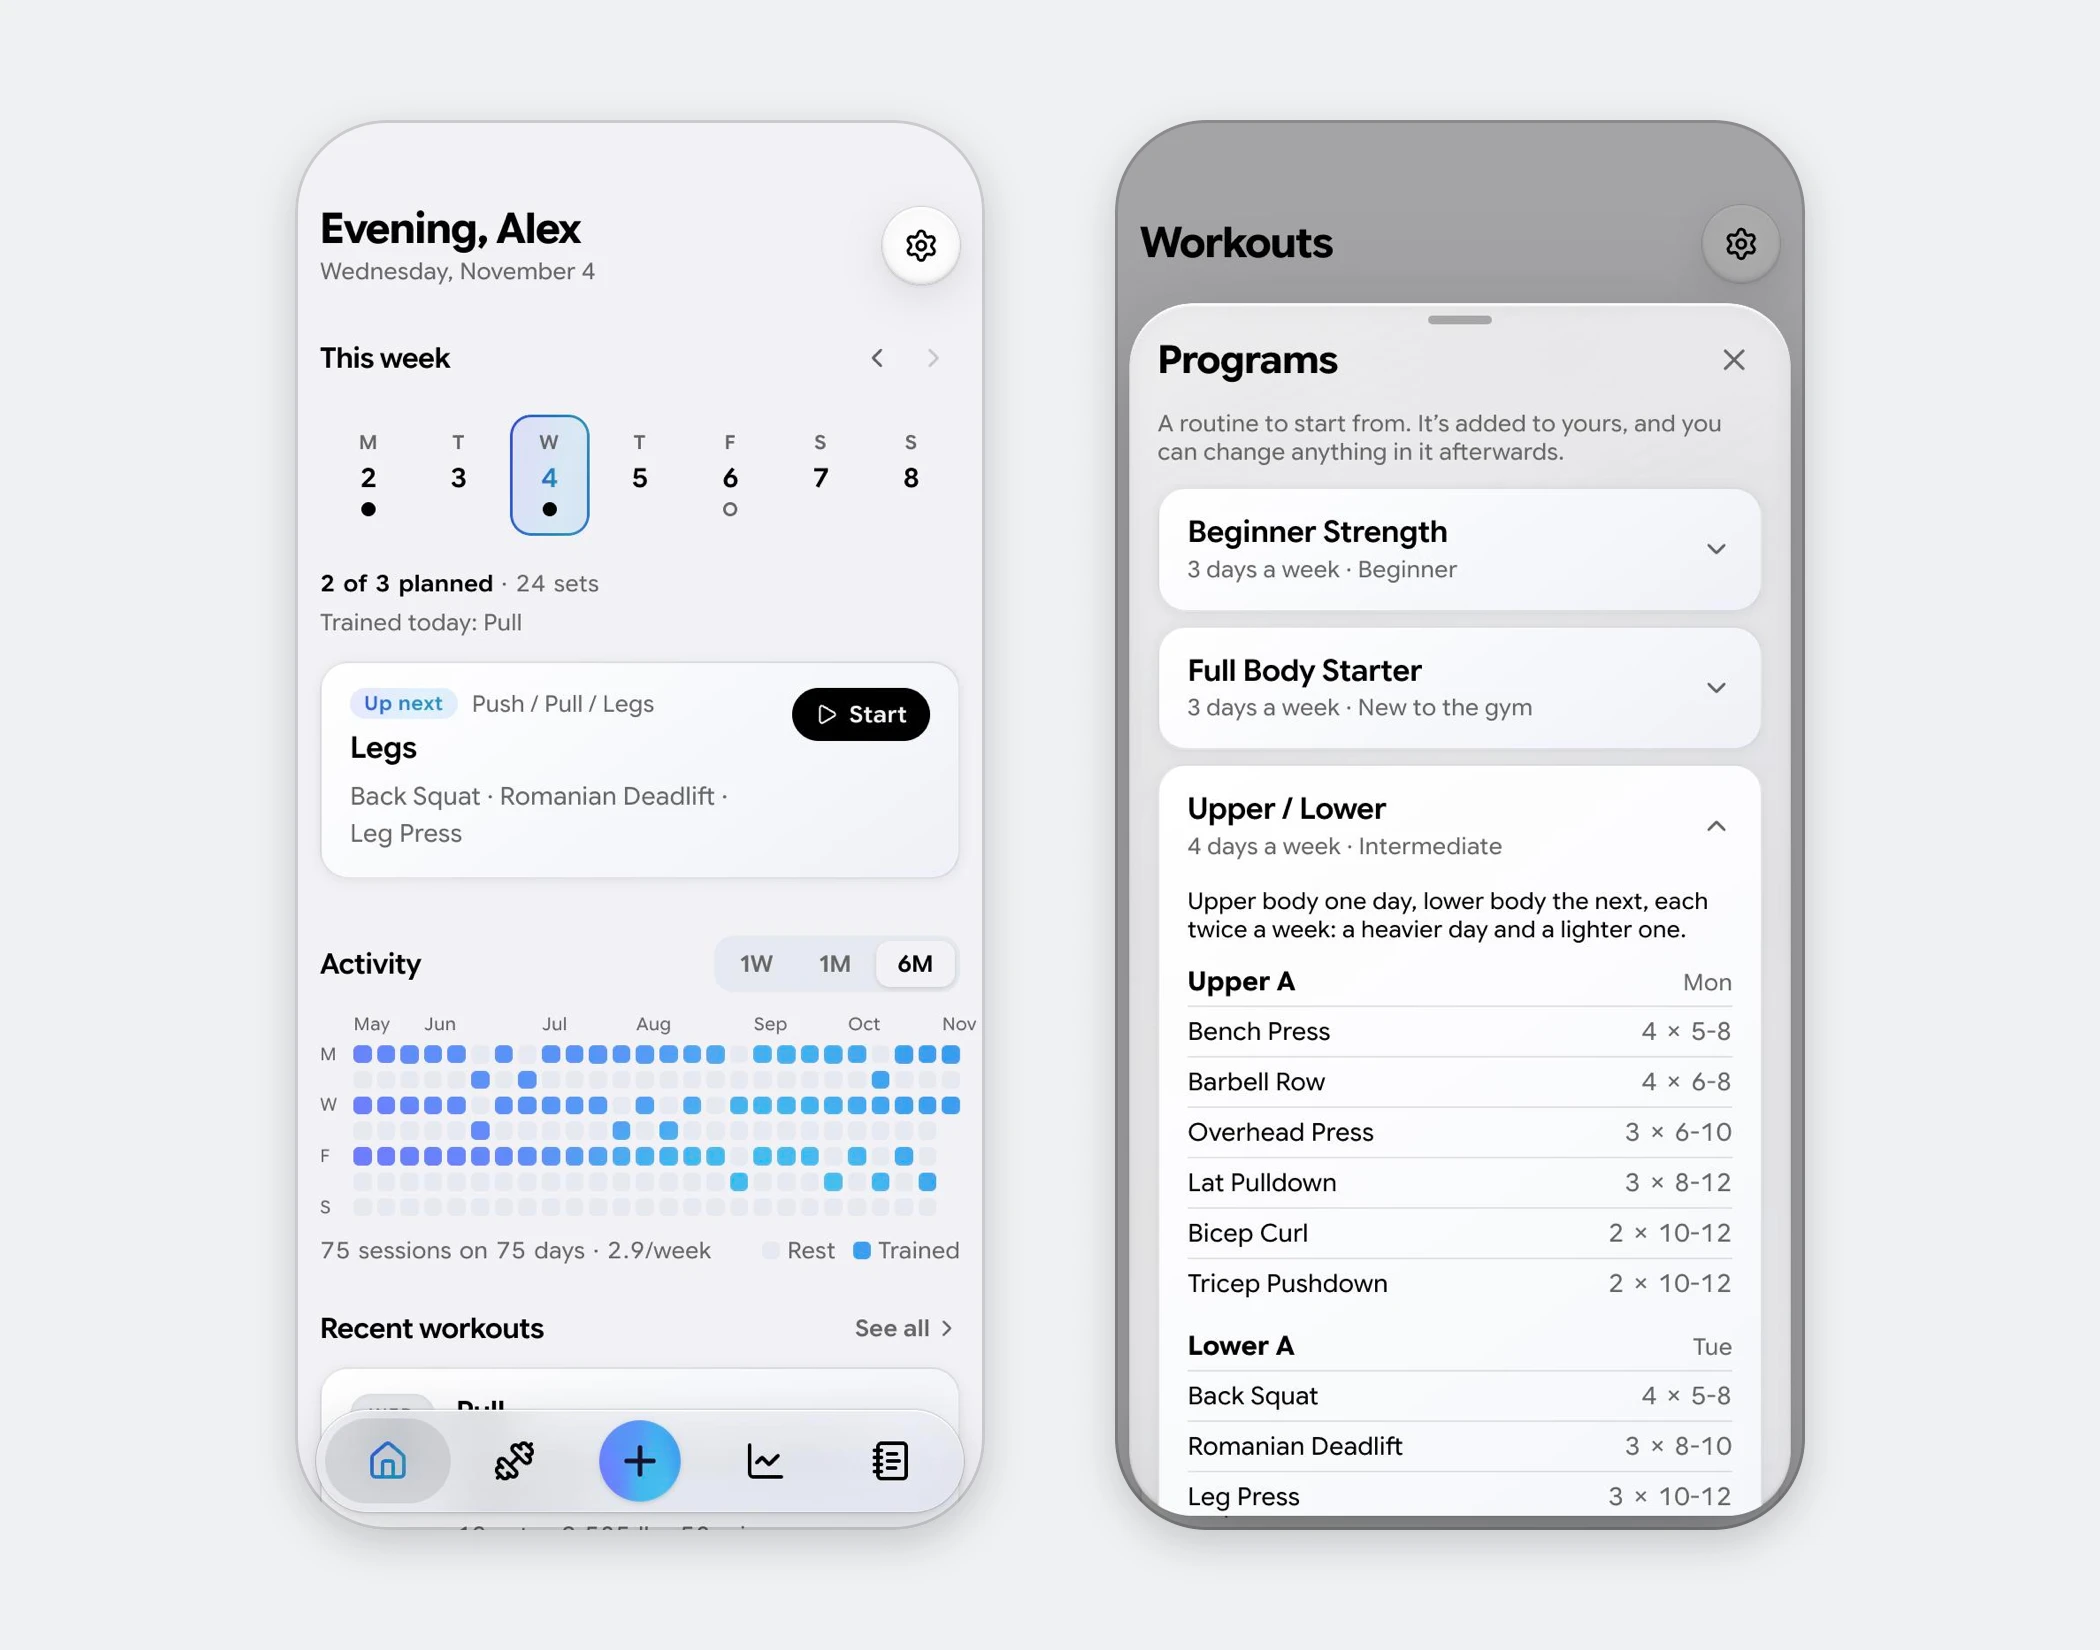 Evening, Alex
Wednesday, November 4
This week
M T W T F S S
2 3 4 5 6 7 8
2 of 3 planned · 24 sets
Trained today: Pull
Up next Push / Pull / Legs
Start
Legs
Back Squat · Romanian Deadlift ·
Leg Press
Activity
1W 1M 6M
May Jun Jul Aug Sep Oct Nov
M
W
F
S
75 sessions on 75 days · 2.9/week
Rest Trained
Recent workouts
See all
Pull
Workouts
Programs
A routine to start from. It’s added to yours, and you
can change anything in it afterwards.
Beginner Strength
3 days a week · Beginner
Full Body Starter
3 days a week · New to the gym
Upper / Lower
4 days a week · Intermediate
Upper body one day, lower body the next, each
twice a week: a heavier day and a lighter one.
Upper A Mon
Bench Press 4 × 5-8
Barbell Row 4 × 6-8
Overhead Press 3 × 6-10
Lat Pulldown 3 × 8-12
Bicep Curl 2 × 10-12
Tricep Pushdown 2 × 10-12
Lower A Tue
Back Squat 4 × 5-8
Romanian Deadlift 3 × 8-10
Leg Press 3 × 10-12